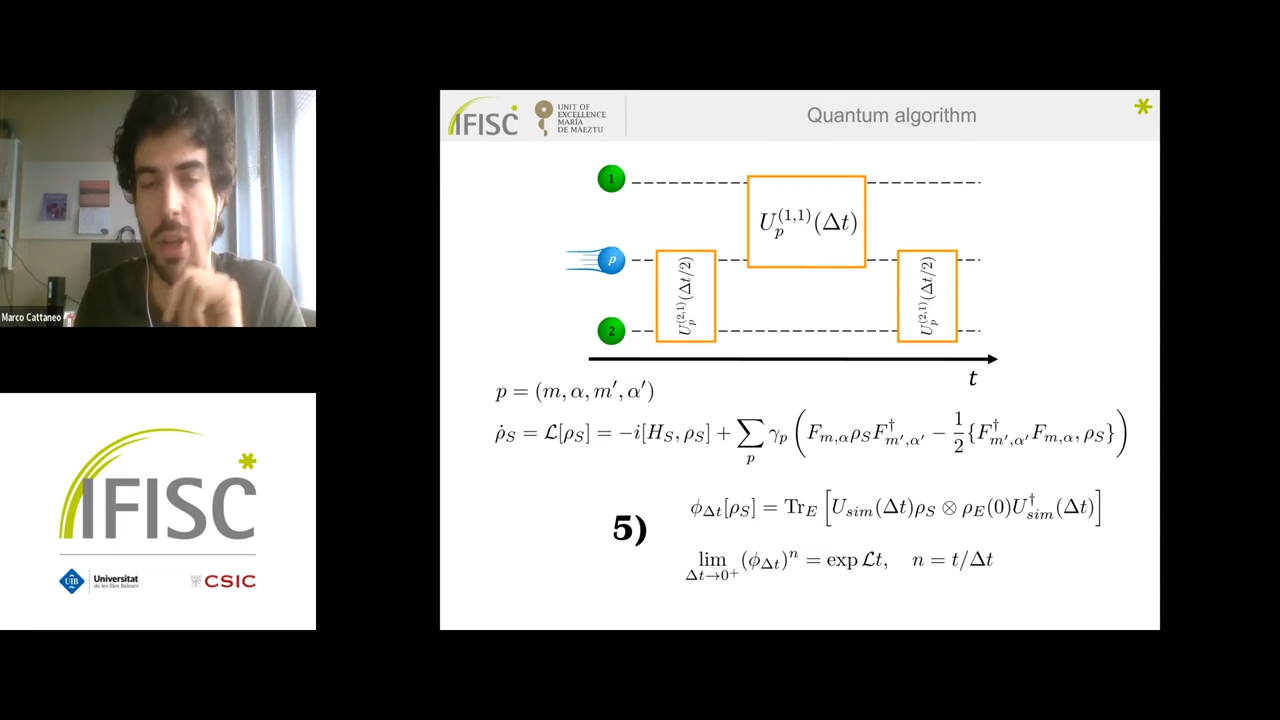 Marco Cattaneo
IFISC
UIB
Universitat
de les Illes Balears
CSIC
IFISC
UNIT OF
EXCELLENCE
MARÍA
DE MAEZTU
Quantum algorithm
1
p
2
U_p^{(2,1)}(Δt/2)
U_p^{(1,1)}(Δt)
U_p^{(2,1)}(Δt/2)
t
p = (m, α, m′, α′)
ρ̇_S = ℒ[ρ_S] = −i[H_S, ρ_S] + ∑_p γ_p ( F_{m,α} ρ_S F†_{m′,α′} − 1/2 {F†_{m′,α′} F_{m,α}, ρ_S} )
5)
ϕ_{Δt}[ρ_S] = Tr_E [ U_{sim}(Δt) ρ_S ⊗ ρ_E(0) U†_{sim}(Δt) ]
lim_{Δt→0⁺} (ϕ_{Δt})^n = exp ℒt, n = t/Δt